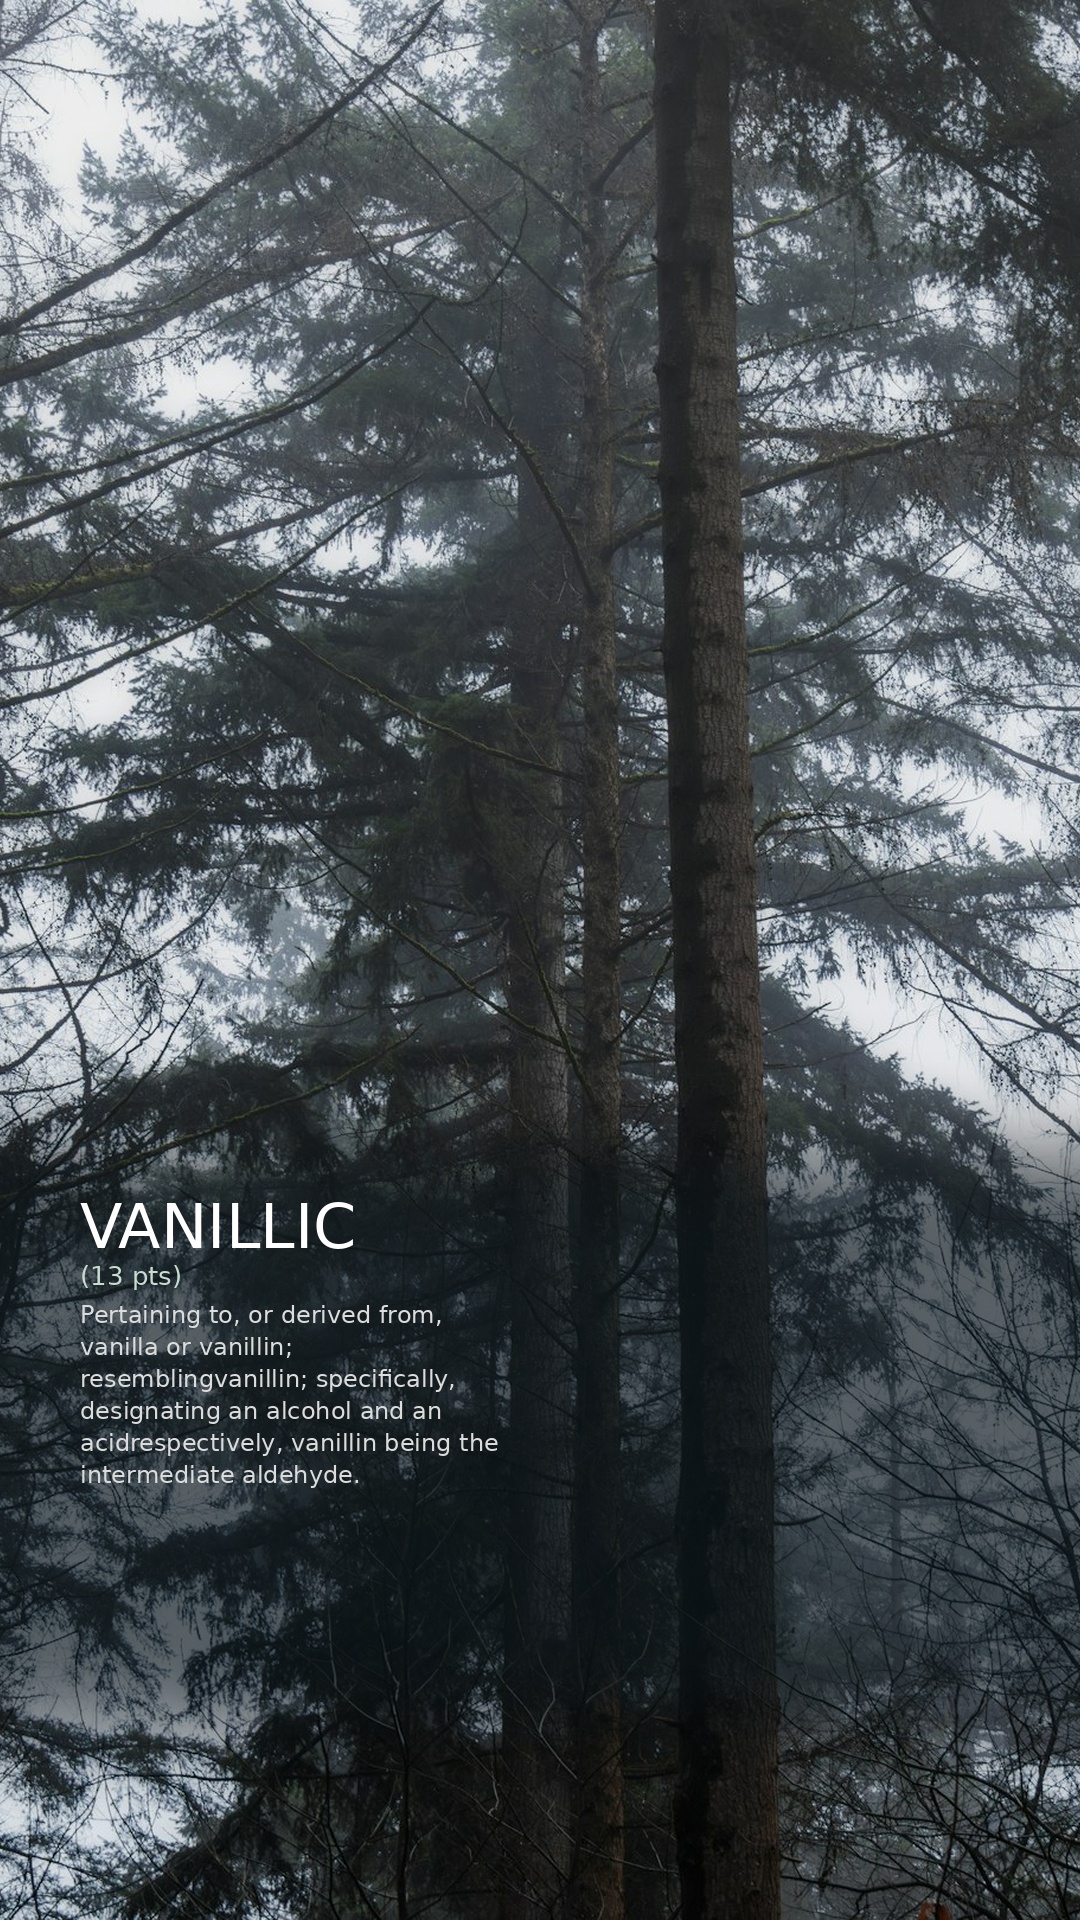 VANILLIC
(13 pts)
Pertaining to, or derived from,
vanilla or vanillin;
resemblingvanillin; specifically,
designating an alcohol and an
acidrespectively, vanillin being the
intermediate aldehyde.